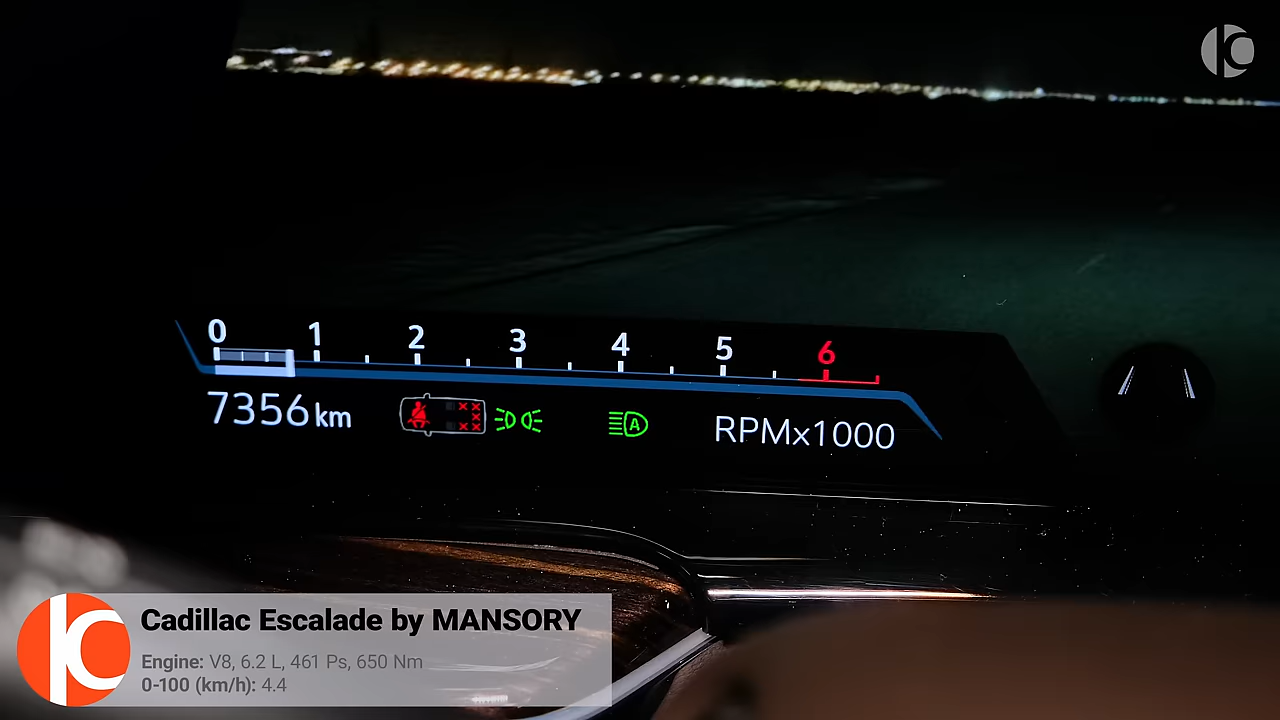 0 1 2 3 4 5 6
7356 km
A
RPMx1000
Cadillac Escalade by MANSORY
Engine: V8, 6.2 L, 461 Ps, 650 Nm
0-100 (km/h): 4.4